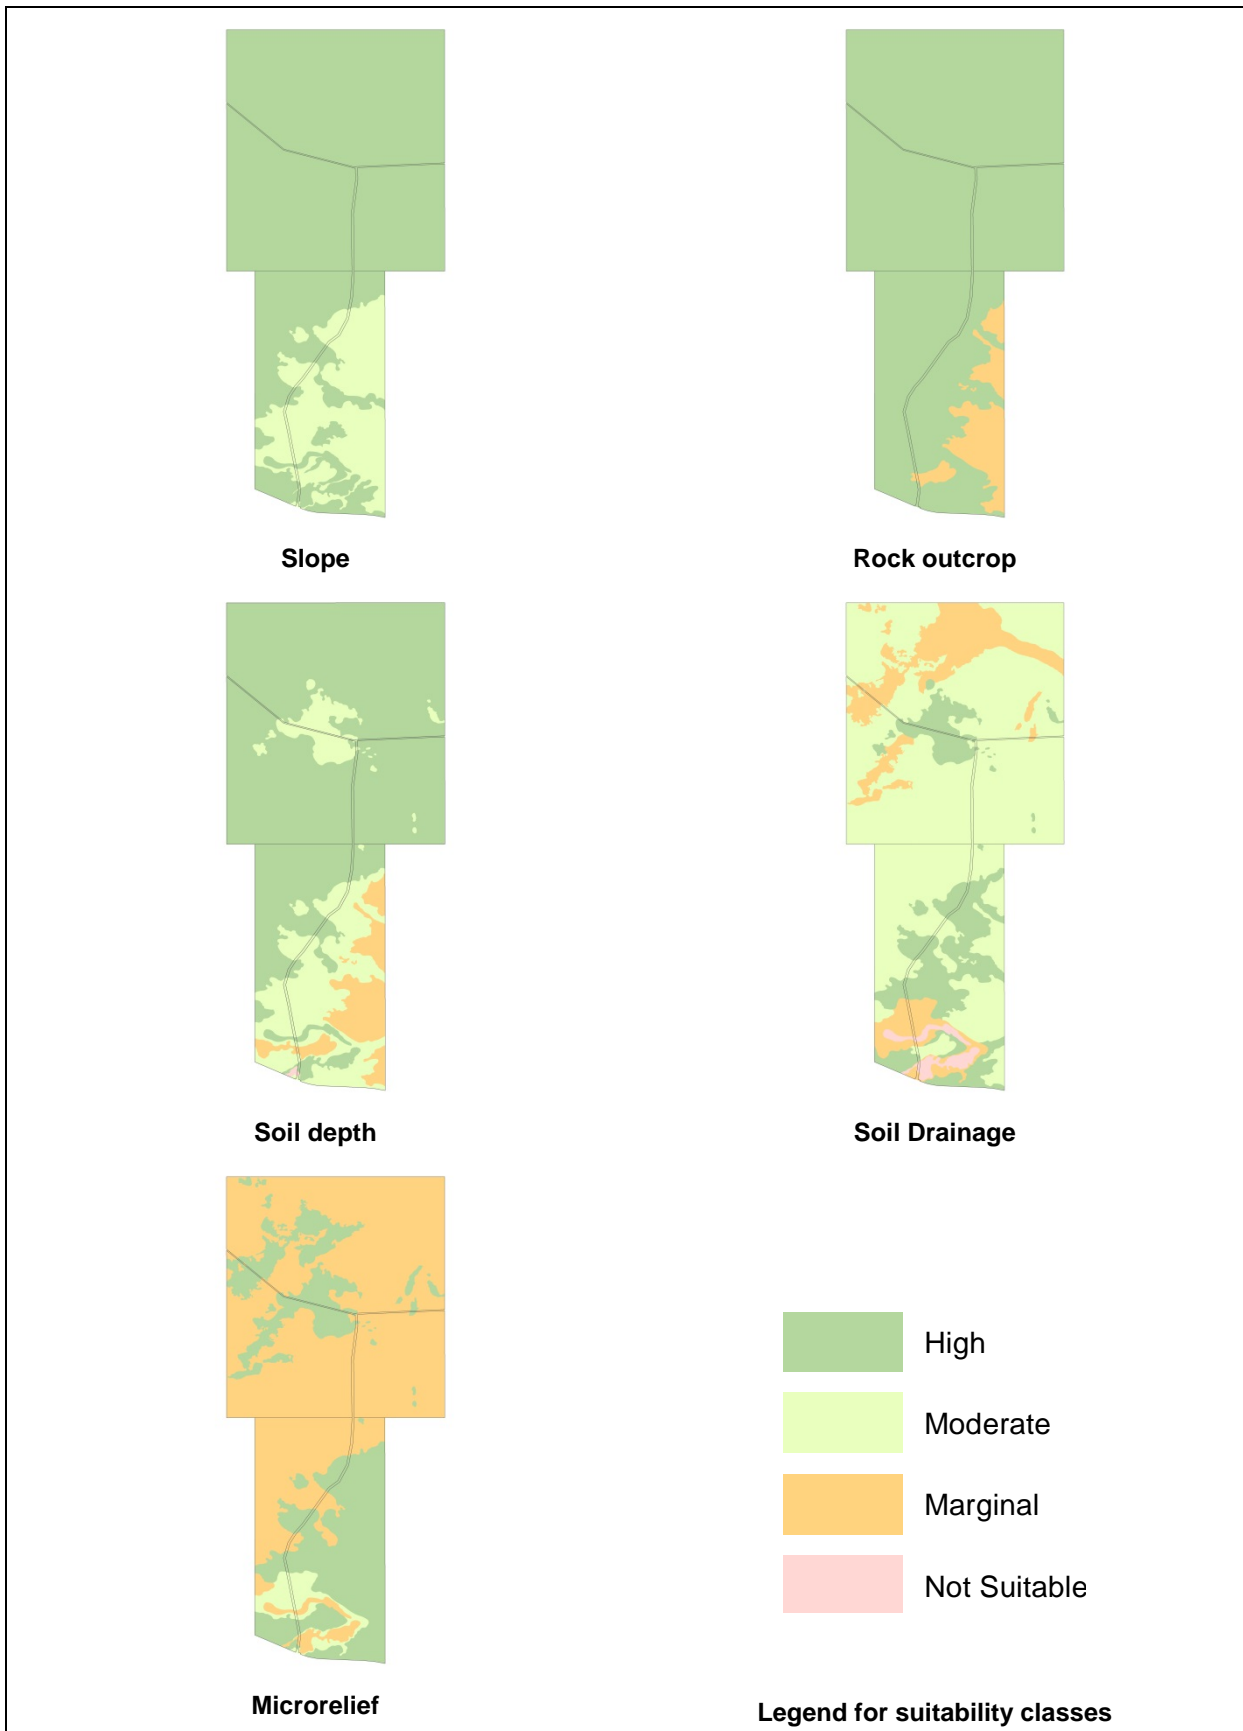 Slope
Rock outcrop
Soil depth
Soil Drainage
High
Moderate
Marginal
Not Suitable
Microrelief
Legend for suitability classes